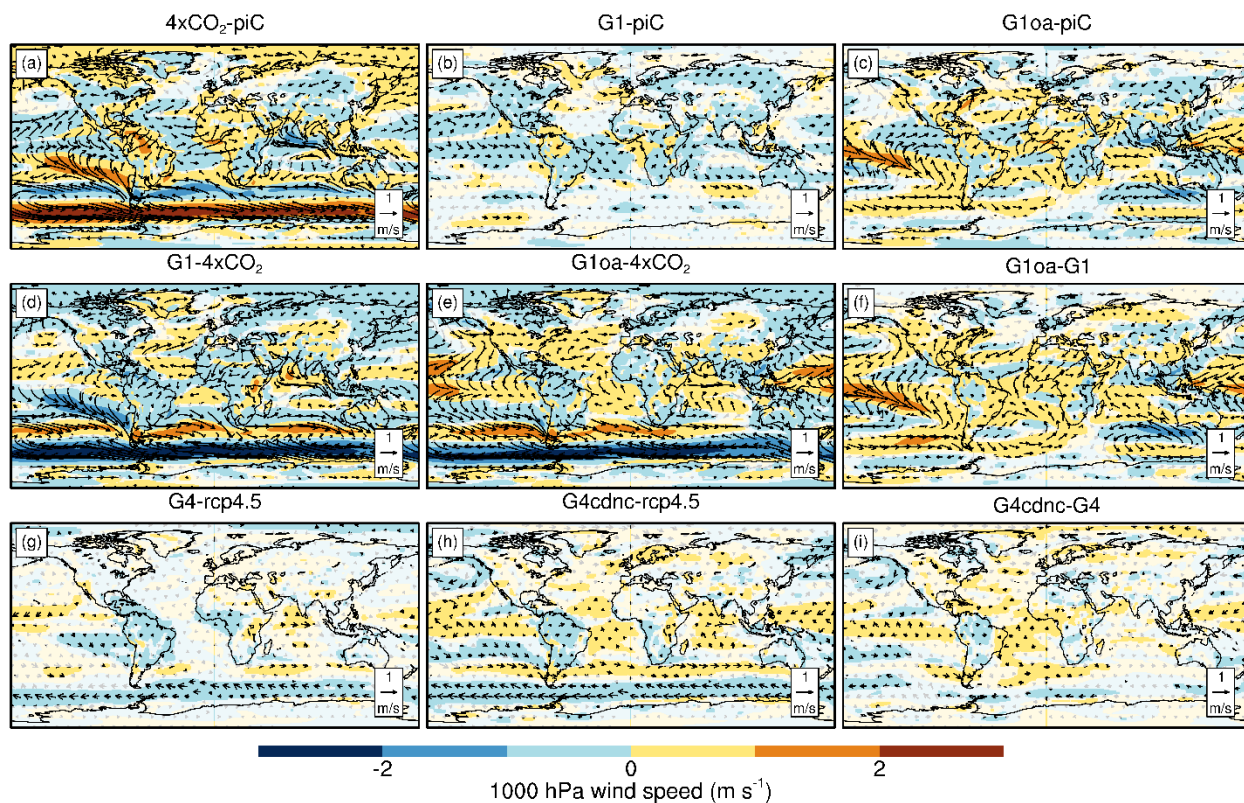 4xCO₂-piC G1-piC G1oa-piC
(a) (b) (c)
1 1 1
m/s m/s m/s
G1-4xCO₂ G1oa-4xCO₂ G1oa-G1
(d) (e) (f)
1 1 1
m/s m/s m/s
G4-rcp4.5 G4cdnc-rcp4.5 G4cdnc-G4
(g) (h) (i)
1 1 1
m/s m/s m/s
-2 0 2
1000 hPa wind speed (m s⁻¹)